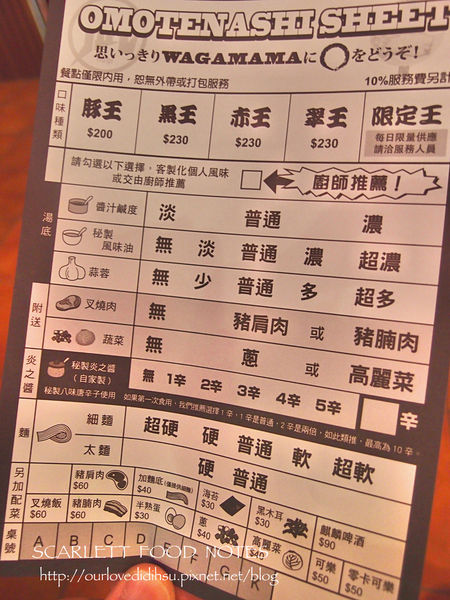 OMOTENASHI SHEET
思いっきりWAGAMAMAに〇をどうぞ!
餐點僅限內用，恕無外帶或打包服務
10%服務費另計
口味種類
豚王 黒王 赤王 翠王 限定王
$200 $230 $230 $230 每日限量供應
請洽服務人員
請勾選以下選擇，客製化個人風味
或交由廚師推薦
廚師推薦!
湯底
醬汁鹹度 淡 普通 濃
秘製風味油 無 淡 普通 濃 超濃
蒜蓉 無 少 普通 多 超多
附送
叉燒肉 無 豬肩肉 或 豬腩肉
蔬菜 無 蔥 或 高麗菜
炎之醬
秘製炎之醬
(自家製)
無 1辛 2辛 3辛 4辛 5辛 辛
秘製八味唐辛子使用
如果第一次食用，我們推薦選擇1辛，1辛是普通，2辛是兩倍，如此類推，最高為10辛。
麵
細麵 超硬 硬 普通 軟 超軟
太麵 硬 普通
另加配菜
豬肩肉 $60
加麵底(僅提供細麵) $40
海苔 $30
黑木耳 $30
麒麟啤酒 $90
叉燒飯 $60
豬腩肉 $60
半熟蛋 $30
蔥 $40
高麗菜 $40
可樂 $50
零卡可樂 $50
桌號 A B C D E F G K
SCARLETT FOOD NOTES
http://ourlovedidihsu.pixnet.net/blog